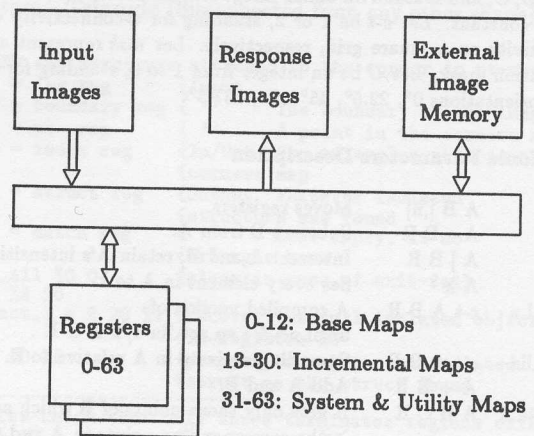 Input
Images
Response
Images
External
Image
Memory
Registers
0-63
0-12: Base Maps
13-30: Incremental Maps
31-63: System & Utility Maps